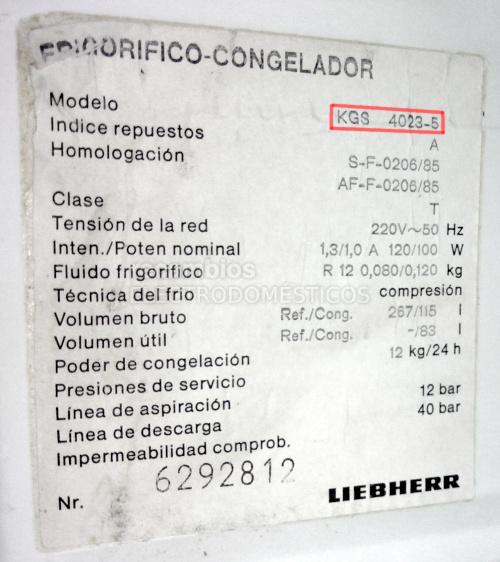 FRIGORIFICO-CONGELADOR
Modelo KGS 4023-5
Indice repuestos A
Homologación S-F-0206/85
AF-F-0206/85
Clase T
Tensión de la red 220V~50 Hz
Inten./Poten nominal 1,3/1,0 A 120/100 W
Fluido frigorifico R 12 0,080/0,120 kg
Técnica del frio compresión
Volumen bruto Ref./Cong. 267/115 l
Volumen útil Ref./Cong. -/83 l
Poder de congelación 12 kg/24 h
Presiones de servicio
Línea de aspiración 12 bar
Línea de descarga 40 bar
Impermeabilidad comprob.
Nr. 6292812
LIEBHERR
recambios
ELECTRODOMESTICOS